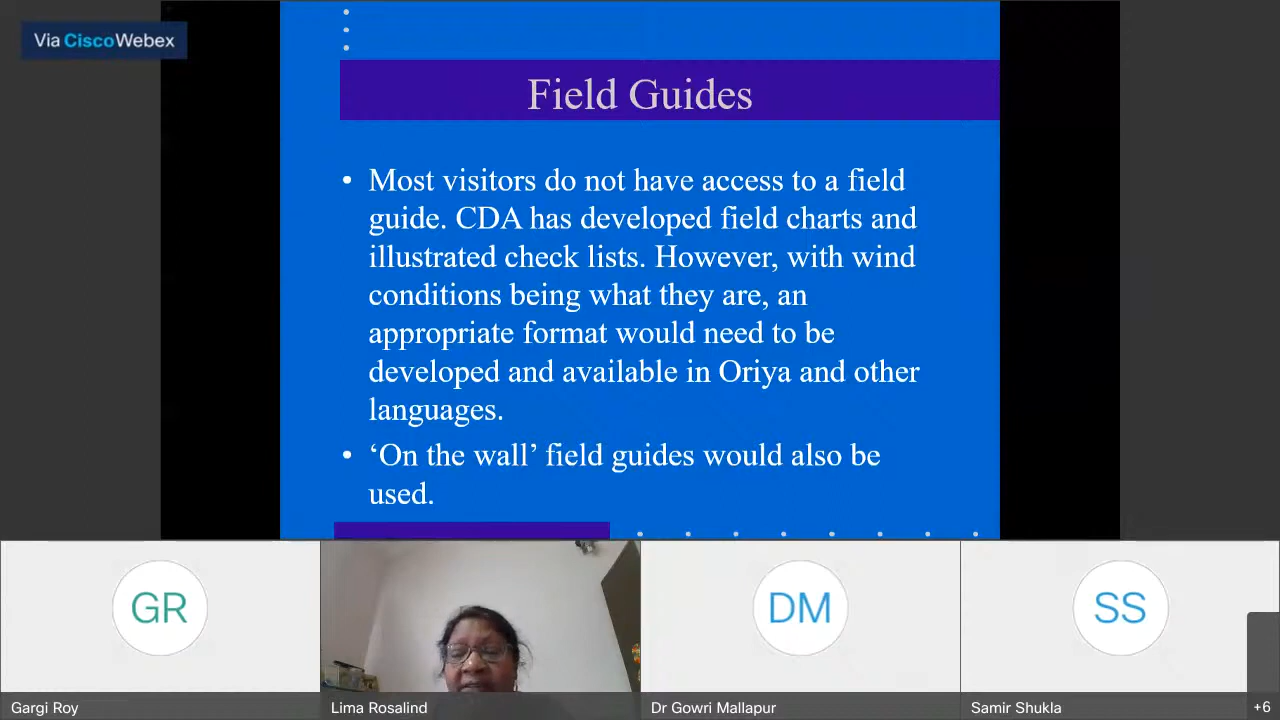 Via CiscoWebex
Field Guides
• Most visitors do not have access to a field
guide. CDA has developed field charts and
illustrated check lists. However, with wind
conditions being what they are, an
appropriate format would need to be
developed and available in Oriya and other
languages.
• ‘On the wall’ field guides would also be
used.
GR
DM
SS
Gargi Roy
Lima Rosalind
Dr Gowri Mallapur
Samir Shukla
+6